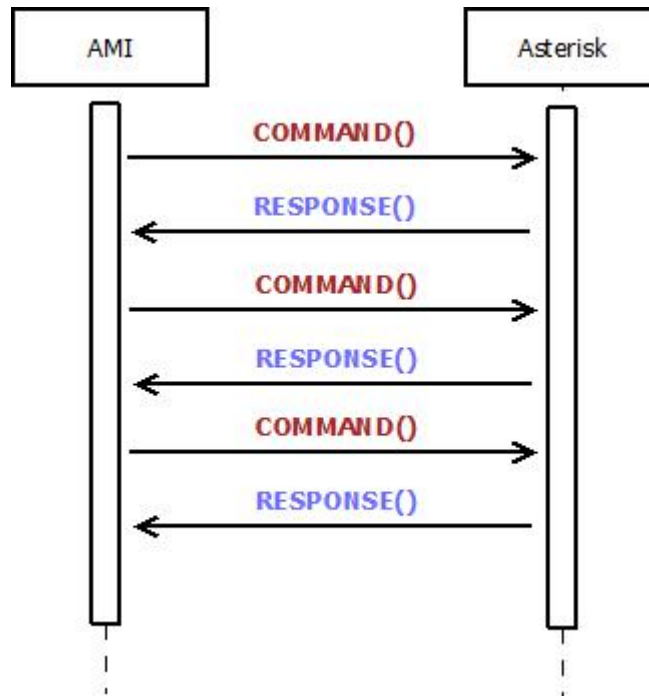 AMI
Asterisk
COMMAND()
RESPONSE()
COMMAND()
RESPONSE()
COMMAND()
RESPONSE()